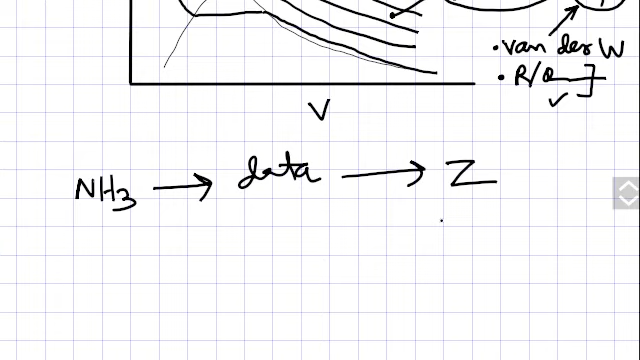 • van der W
• R/
V
NH3 → data → Z